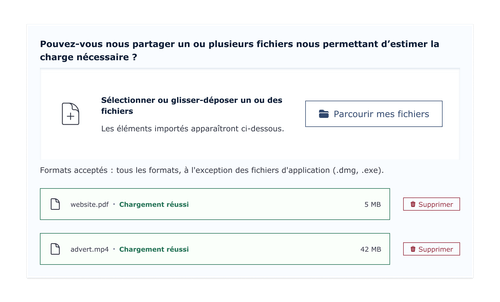 Pouvez-vous nous partager un ou plusieurs fichiers nous permettant d’estimer la
charge nécessaire ?
Sélectionner ou glisser-déposer un ou des
fichiers
Les éléments importés apparaîtront ci-dessous.
Parcourir mes fichiers
Formats acceptés : tous les formats, à l'exception des fichiers d'application (.dmg, .exe).
website.pdf • Chargement réussi 5 MB Supprimer
advert.mp4 • Chargement réussi 42 MB Supprimer